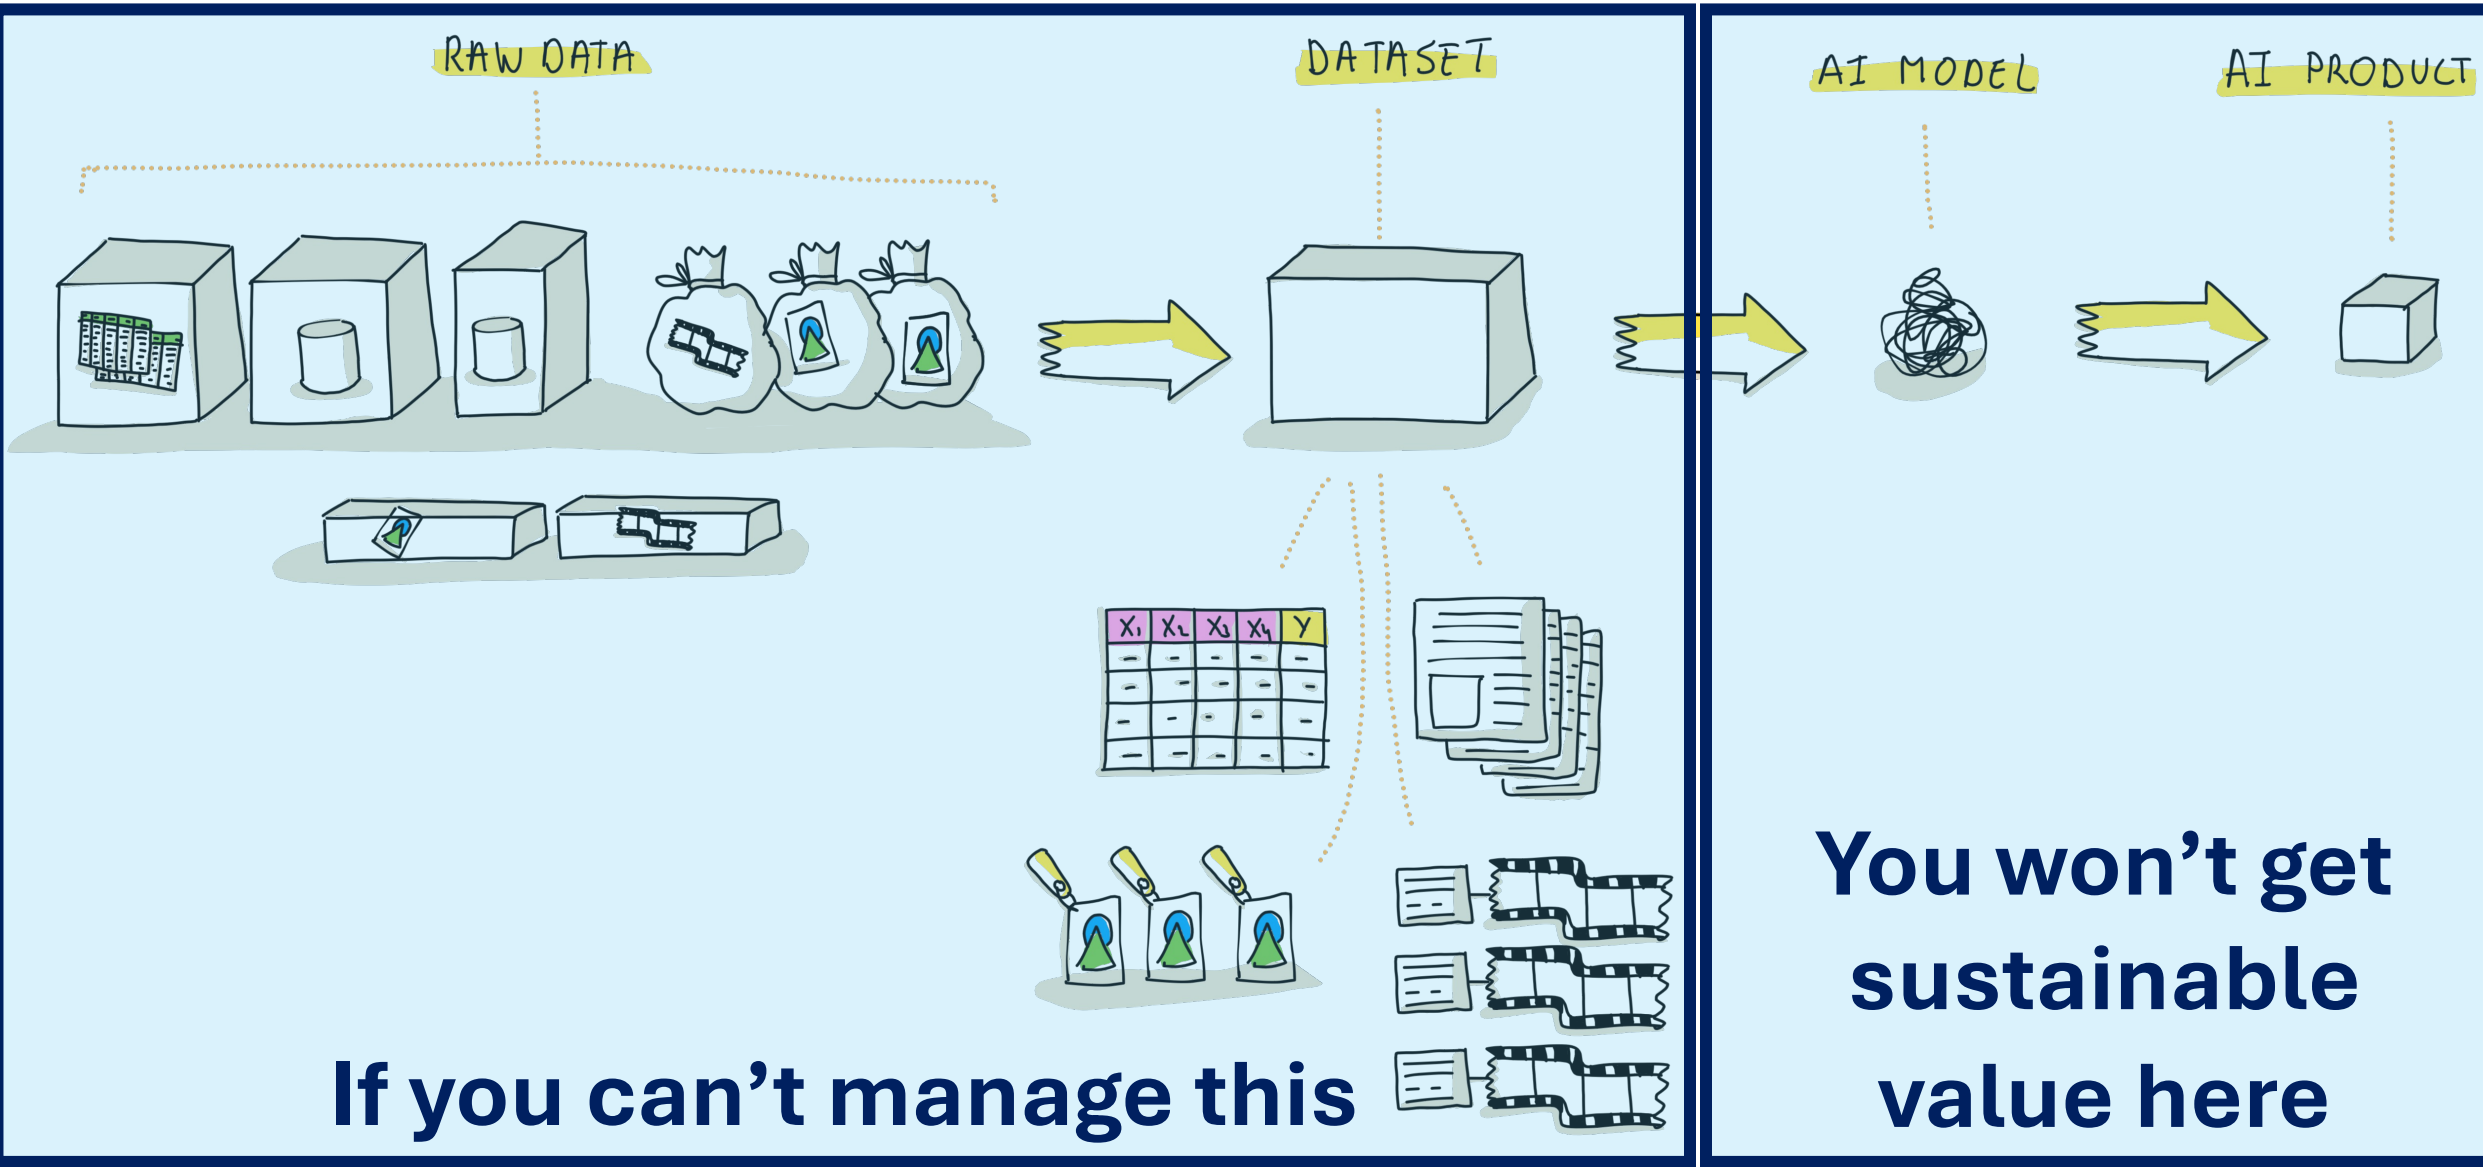 RAW DATA
DATASET
AI MODEL
AI PRODUCT
X1 X2 X3 X4 Y
If you can’t manage this
You won’t get
sustainable
value here